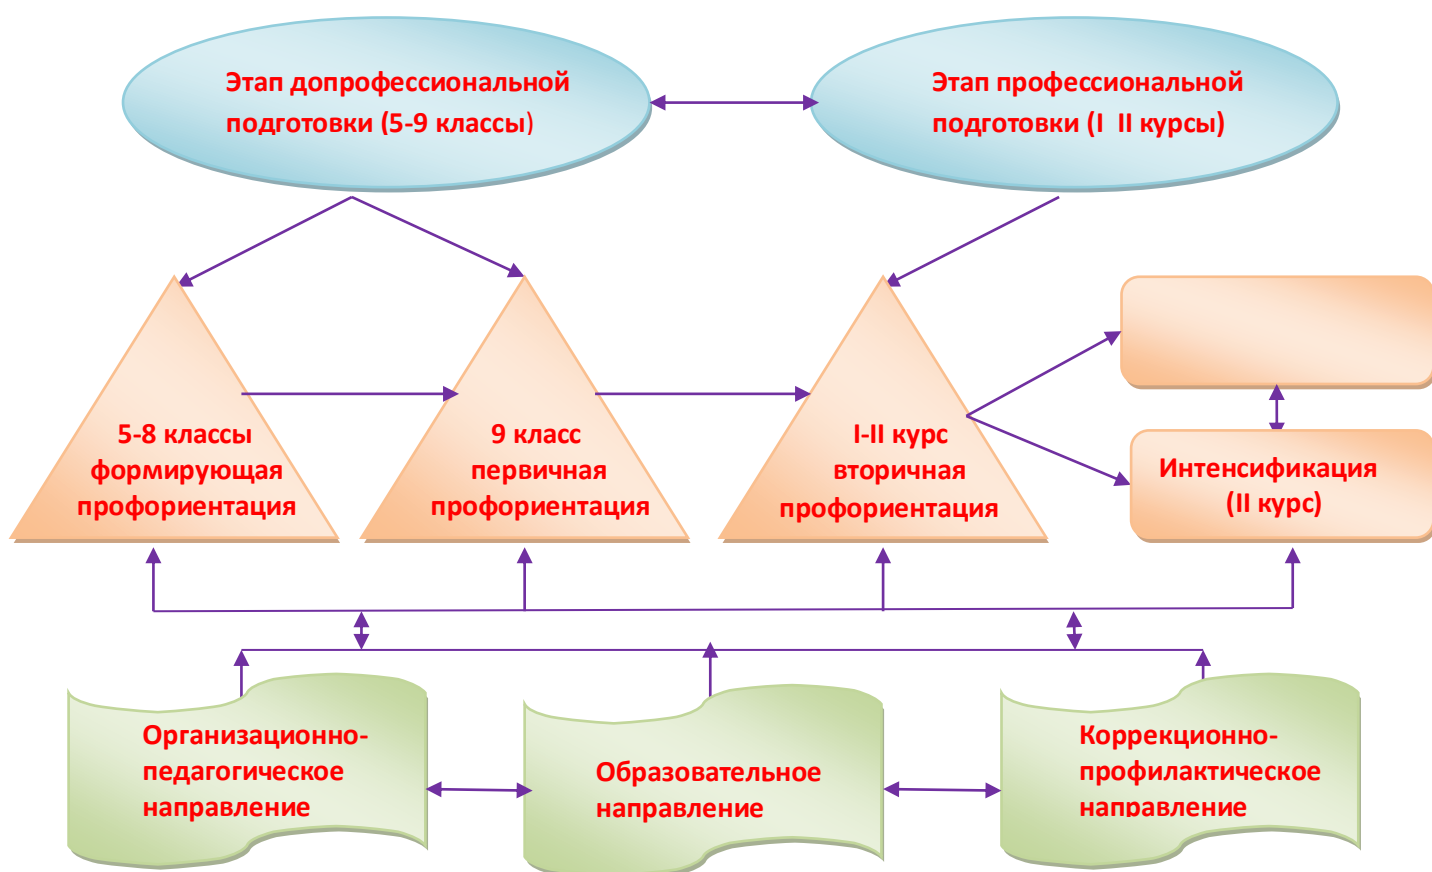 Этап допрофессиональной
подготовки (5-9 классы)
Этап профессиональной
подготовки (I  II курсы)
5-8 классы
формирующая
профориентация
9 класс
первичная
профориентация
I-II курс
вторичная
профориентация
Интенсификация
(II курс)
Организационно-
педагогическое
направление
Образовательное
направление
Коррекционно-
профилактическое
направление